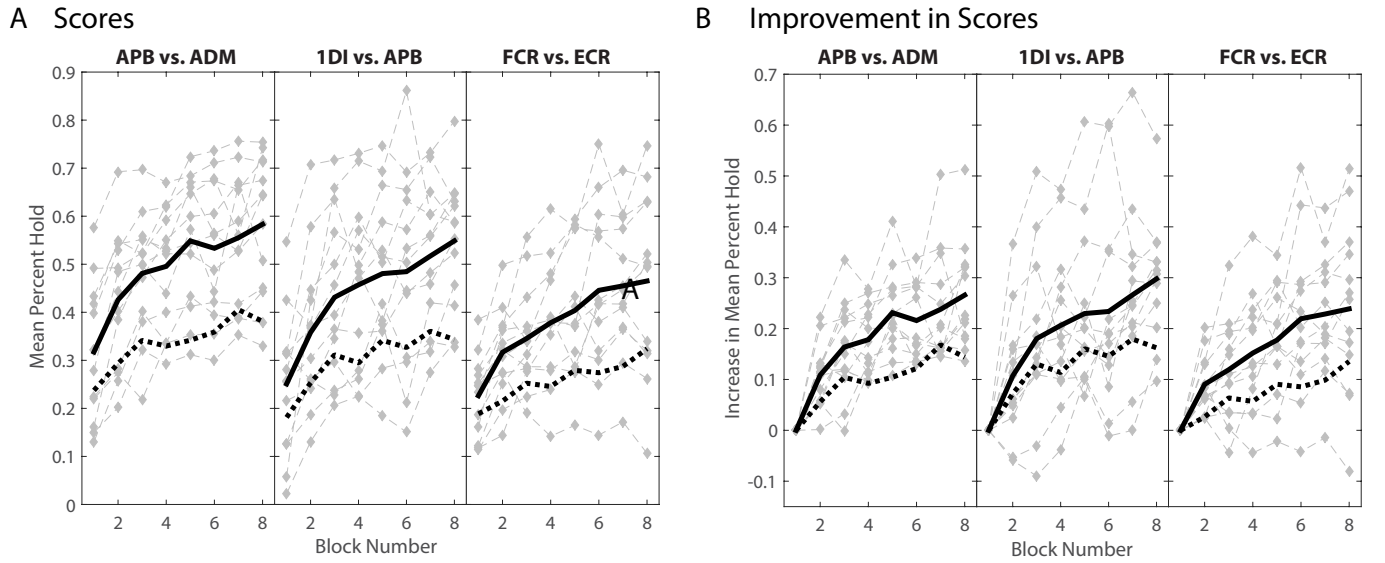 A Scores
APB vs. ADM 1DI vs. APB FCR vs. ECR
Mean Percent Hold
0.9
0.8
0.7
0.6
0.5
0.4
0.3
0.2
0.1
0
A
2 4 6 8 2 4 6 8 2 4 6 8
Block Number
B Improvement in Scores
APB vs. ADM 1DI vs. APB FCR vs. ECR
Increase in Mean Percent Hold
0.7
0.6
0.5
0.4
0.3
0.2
0.1
0
-0.1
2 4 6 8 2 4 6 8 2 4 6 8
Block Number